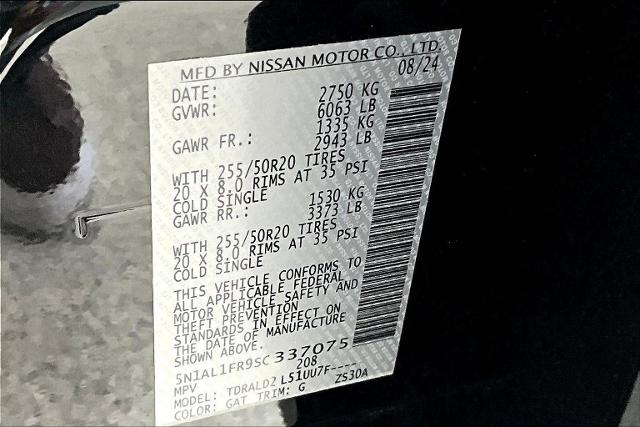 MFD BY NISSAN MOTOR CO., LTD.
DATE: 08/24
GVWR: 2750 KG
6063 LB
GAWR FR.: 1335 KG
2943 LB
WITH 255/50R20 TIRES
20 X 8.0 RIMS AT 35 PSI
COLD SINGLE
GAWR RR.: 1530 KG
3373 LB
WITH 255/50R20 TIRES
20 X 8.0 RIMS AT 35 PSI
COLD SINGLE
THIS VEHICLE CONFORMS TO
ALL APPLICABLE FEDERAL
MOTOR VEHICLE SAFETY AND
THEFT PREVENTION
STANDARDS IN EFFECT ON
THE DATE OF MANUFACTURE
SHOWN ABOVE.
5N1AL1FR9SC 337075
MPV 208
MODEL: TDRALD2 L51UU7F----
COLOR: GAT TRIM: G ZS30A